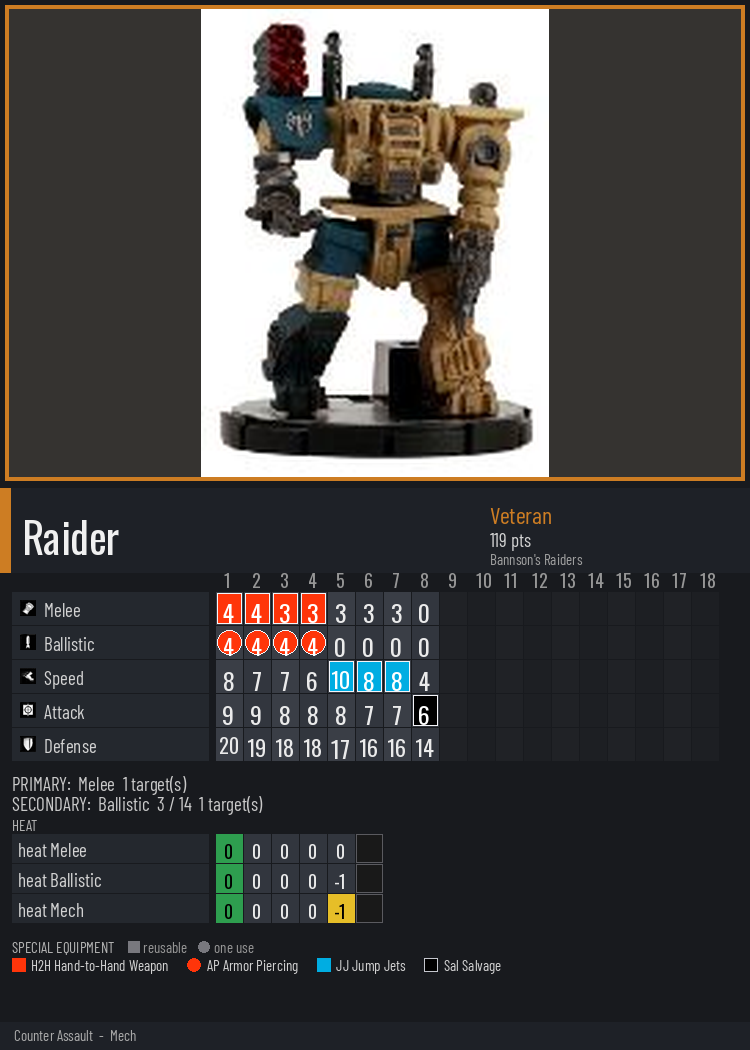 Raider
Veteran
119 pts
Bannson's Raiders
1 2 3 4 5 6 7 8 9 10 11 12 13 14 15 16 17 18
Melee 4 4 3 3 3 3 3 0
Ballistic 4 4 4 4 0 0 0 0
Speed 8 7 7 6 10 8 8 4
Attack 9 9 8 8 8 7 7 6
Defense 20 19 18 18 17 16 16 14
PRIMARY: Melee 1 target(s)
SECONDARY: Ballistic 3 / 14 1 target(s)
HEAT
heat Melee 0 0 0 0 0
heat Ballistic 0 0 0 0 -1
heat Mech 0 0 0 0 -1
SPECIAL EQUIPMENT reusable one use
H2H Hand-to-Hand Weapon AP Armor Piercing JJ Jump Jets Sal Salvage
Counter Assault - Mech